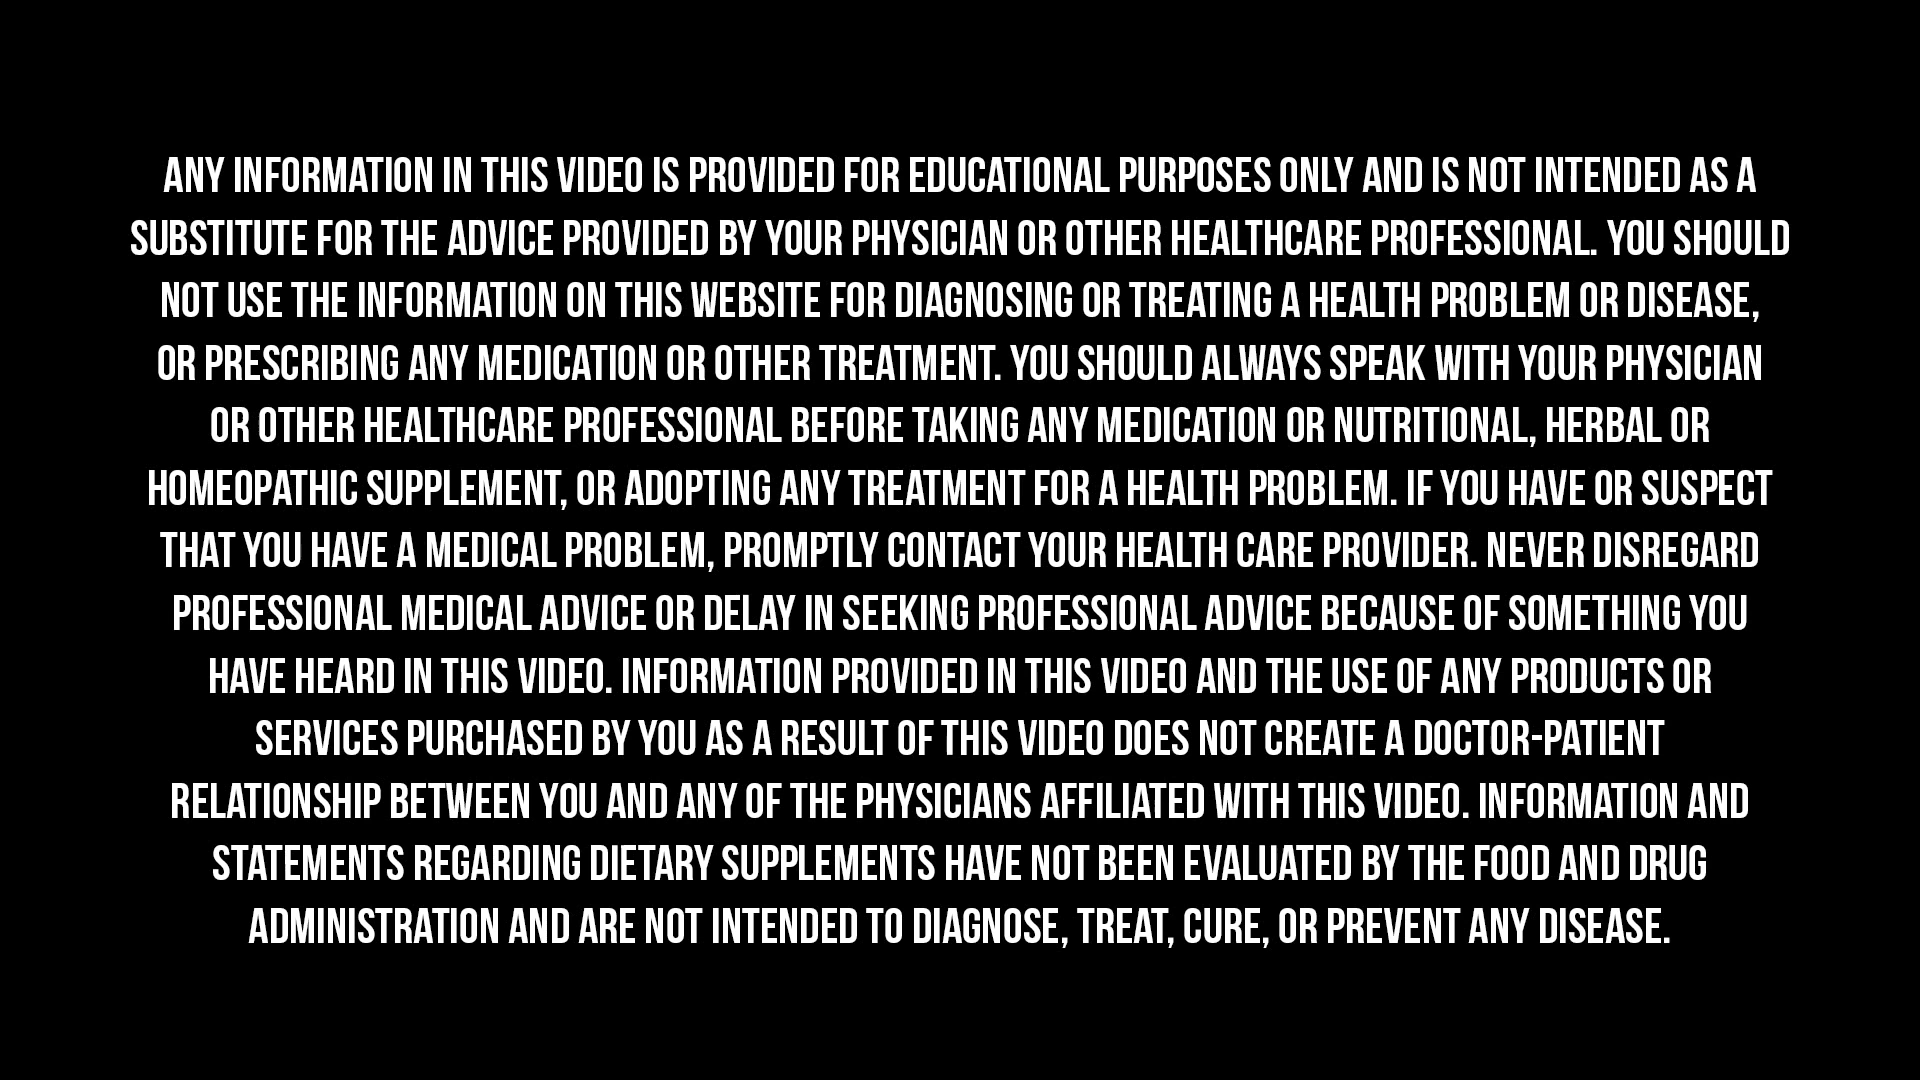 ANY INFORMATION IN THIS VIDEO IS PROVIDED FOR EDUCATIONAL PURPOSES ONLY AND IS NOT INTENDED AS A
SUBSTITUTE FOR THE ADVICE PROVIDED BY YOUR PHYSICIAN OR OTHER HEALTHCARE PROFESSIONAL. YOU SHOULD
NOT USE THE INFORMATION ON THIS WEBSITE FOR DIAGNOSING OR TREATING A HEALTH PROBLEM OR DISEASE,
OR PRESCRIBING ANY MEDICATION OR OTHER TREATMENT. YOU SHOULD ALWAYS SPEAK WITH YOUR PHYSICIAN
OR OTHER HEALTHCARE PROFESSIONAL BEFORE TAKING ANY MEDICATION OR NUTRITIONAL, HERBAL OR
HOMEOPATHIC SUPPLEMENT, OR ADOPTING ANY TREATMENT FOR A HEALTH PROBLEM. IF YOU HAVE OR SUSPECT
THAT YOU HAVE A MEDICAL PROBLEM, PROMPTLY CONTACT YOUR HEALTH CARE PROVIDER. NEVER DISREGARD
PROFESSIONAL MEDICAL ADVICE OR DELAY IN SEEKING PROFESSIONAL ADVICE BECAUSE OF SOMETHING YOU
HAVE HEARD IN THIS VIDEO. INFORMATION PROVIDED IN THIS VIDEO AND THE USE OF ANY PRODUCTS OR
SERVICES PURCHASED BY YOU AS A RESULT OF THIS VIDEO DOES NOT CREATE A DOCTOR-PATIENT
RELATIONSHIP BETWEEN YOU AND ANY OF THE PHYSICIANS AFFILIATED WITH THIS VIDEO. INFORMATION AND
STATEMENTS REGARDING DIETARY SUPPLEMENTS HAVE NOT BEEN EVALUATED BY THE FOOD AND DRUG
ADMINISTRATION AND ARE NOT INTENDED TO DIAGNOSE, TREAT, CURE, OR PREVENT ANY DISEASE.